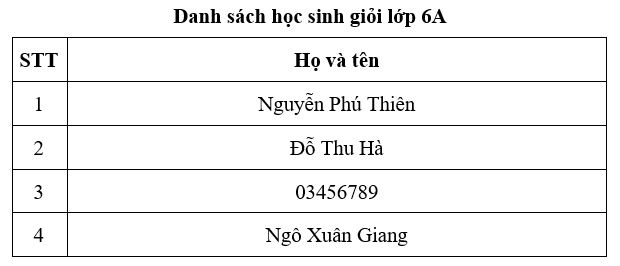 Danh sách học sinh giỏi lớp 6A
STT Họ và tên
1 Nguyễn Phú Thiên
2 Đỗ Thu Hà
3 03456789
4 Ngô Xuân Giang